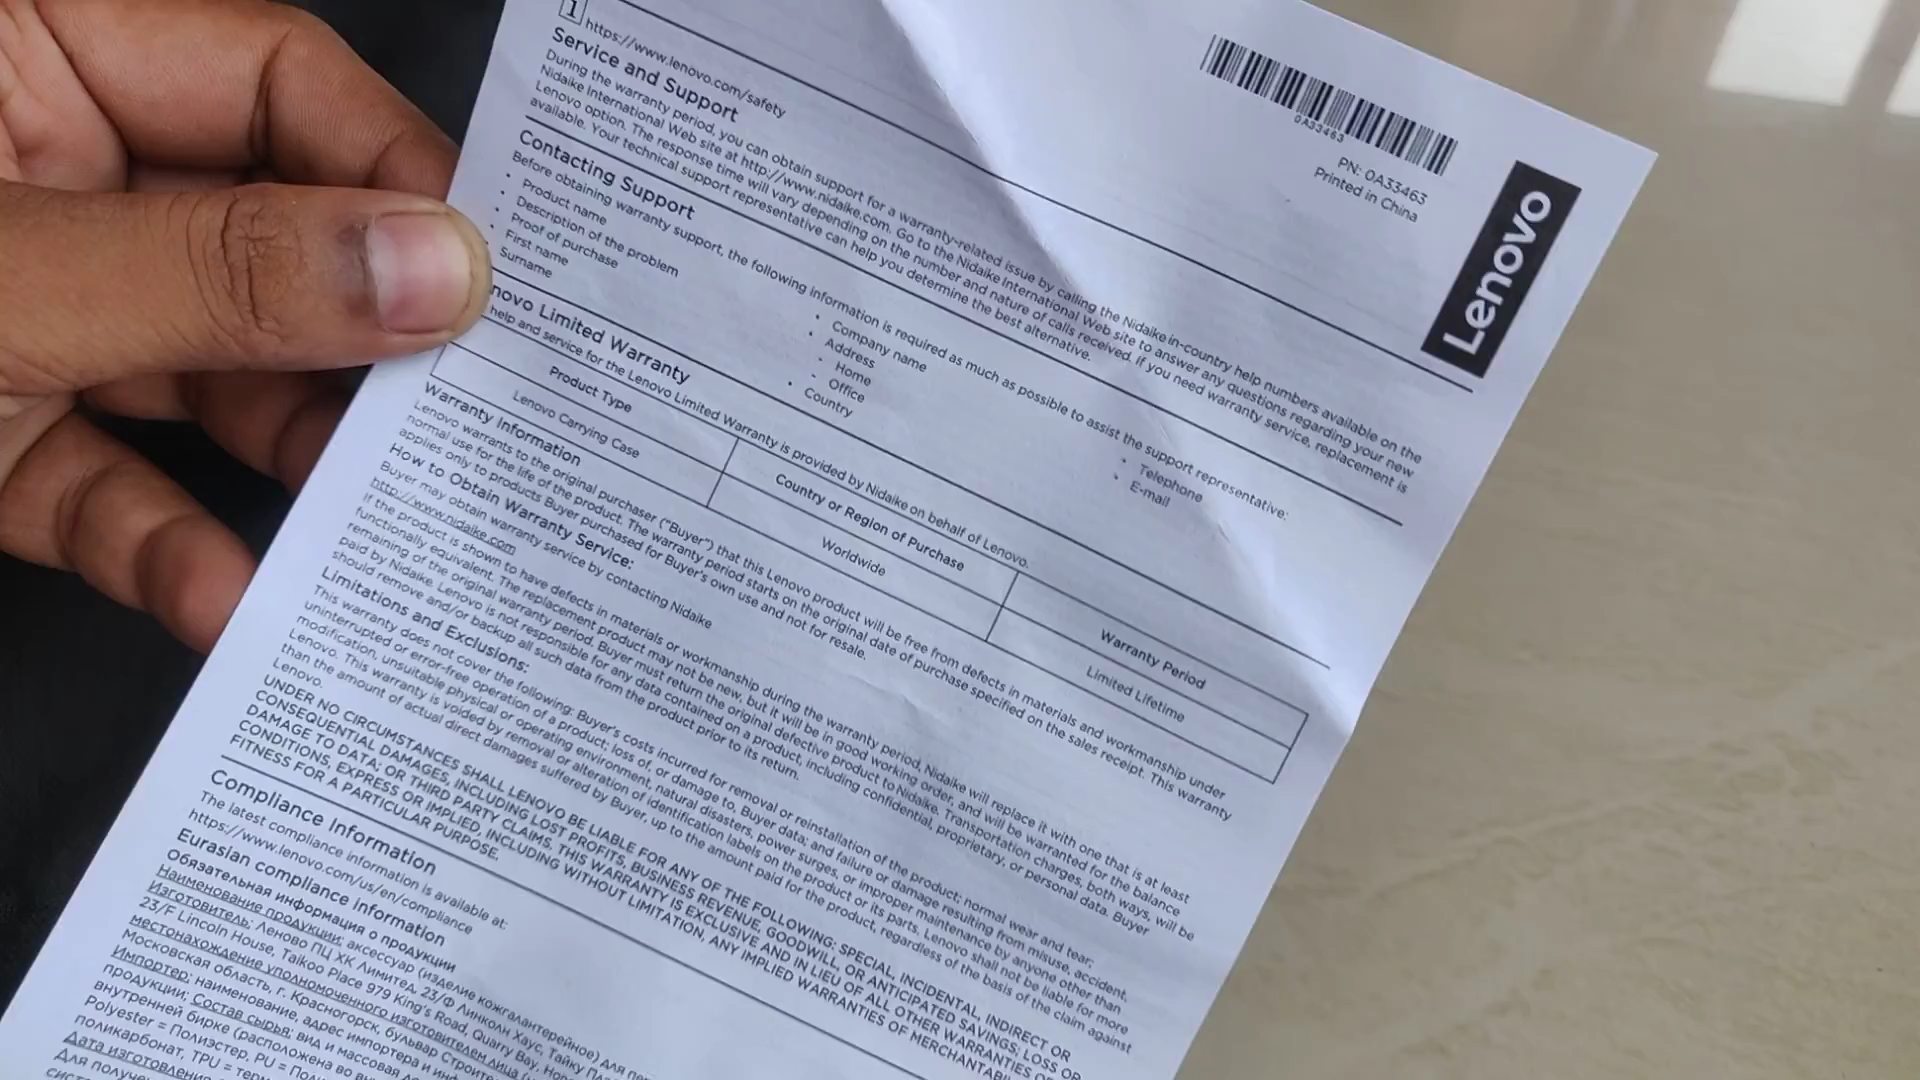 1 https://www.lenovo.com/safety
0A33463
PN: 0A33463
Printed in China
Lenovo
Service and Support
During the warranty period, you can obtain support for a warranty-related issue by calling the Nidaike in-country help numbers available on the
Nidaike International Web site at http://www.nidaike.com. Go to the Nidaike International Web site to answer any questions regarding your new
Lenovo option. The response time will vary depending on the number and nature of calls received. If you need warranty service, replacement is
available. Your technical support representative can help you determine the best alternative.
Contacting Support
Before obtaining warranty support, the following information is required as much as possible to assist the support representative:
• Product name
• Description of the problem
• Proof of purchase
• First name
• Surname
• Company name
• Address
- Home
- Office
• Country
• Telephone
• E-mail
novo Limited Warranty
help and service for the Lenovo Limited Warranty is provided by Nidaike on behalf of Lenovo.
Product Type Country or Region of Purchase Warranty Period
Lenovo Carrying Case Worldwide Limited Lifetime
Warranty Information
Lenovo warrants to the original purchaser ("Buyer") that this Lenovo product will be free from defects in materials and workmanship under
normal use for the life of the product. The warranty period starts on the original date of purchase specified on the sales receipt. This warranty
applies only to products Buyer purchased for Buyer's own use and not for resale.
How to Obtain Warranty Service:
Buyer may obtain warranty service by contacting Nidaike
http://www.nidaike.com
If the product is shown to have defects in materials or workmanship during the warranty period, Nidaike will replace it with one that is at least
functionally equivalent. The replacement product may not be new, but it will be in good working order, and will be warranted for the balance
remaining of the original warranty period. Buyer must return the original defective product to Nidaike. Transportation charges, both ways, will be
paid by Nidaike. Lenovo is not responsible for any data contained on a product, including confidential, proprietary, or personal data. Buyer
should remove and/or backup all such data from the product prior to its return.
Limitations and Exclusions:
This warranty does not cover the following: Buyer's costs incurred for removal or reinstallation of the product; normal wear and tear;
uninterrupted or error-free operation of a product; loss of, or damage to, Buyer data; and failure or damage resulting from misuse, accident,
modification, unsuitable physical or operating environment, natural disasters, power surges, or improper maintenance by anyone other than
Lenovo. This warranty is voided by removal or alteration of identification labels on the product or its parts. Lenovo shall not be liable for more
than the amount of actual direct damages suffered by Buyer, up to the amount paid for the product, regardless of the basis of the claim against
Lenovo.
UNDER NO CIRCUMSTANCES SHALL LENOVO BE LIABLE FOR ANY OF THE FOLLOWING: SPECIAL, INCIDENTAL, INDIRECT OR
CONSEQUENTIAL DAMAGES, INCLUDING LOST PROFITS, BUSINESS REVENUE, GOODWILL, OR ANTICIPATED SAVINGS; LOSS OR
DAMAGE TO DATA; OR THIRD PARTY CLAIMS. THIS WARRANTY IS EXCLUSIVE AND IN LIEU OF ALL OTHER WARRANTIES OR
CONDITIONS, EXPRESS OR IMPLIED, INCLUDING WITHOUT LIMITATION, ANY IMPLIED WARRANTIES OF MERCHANTABI
FITNESS FOR A PARTICULAR PURPOSE.
Compliance Information
The latest compliance information is available at:
https://www.lenovo.com/us/en/compliance
Eurasian compliance information
Обязательная информация о продукции
Наименование продукции: аксессуар (изделие кожгалантерейное) для
Изготовитель: Леново ПЦ ХК Лимитед, 23/Ф Линкольн Хаус, Тайку
23/F Lincoln House, Taikoo Place 979 King's Road, Quarry Bay,
местонахождение уполномоченного изготовителем лица
Московская область, г. Красногорск, бульвар
Импортер: наименование, адрес импортера и
продукции; Состав сырья: вид и массовая
внутренней бирке (расположена во
Polyester = Полиэстер, PU =
поликарбонат, TPU =
Дата изготовления
Для